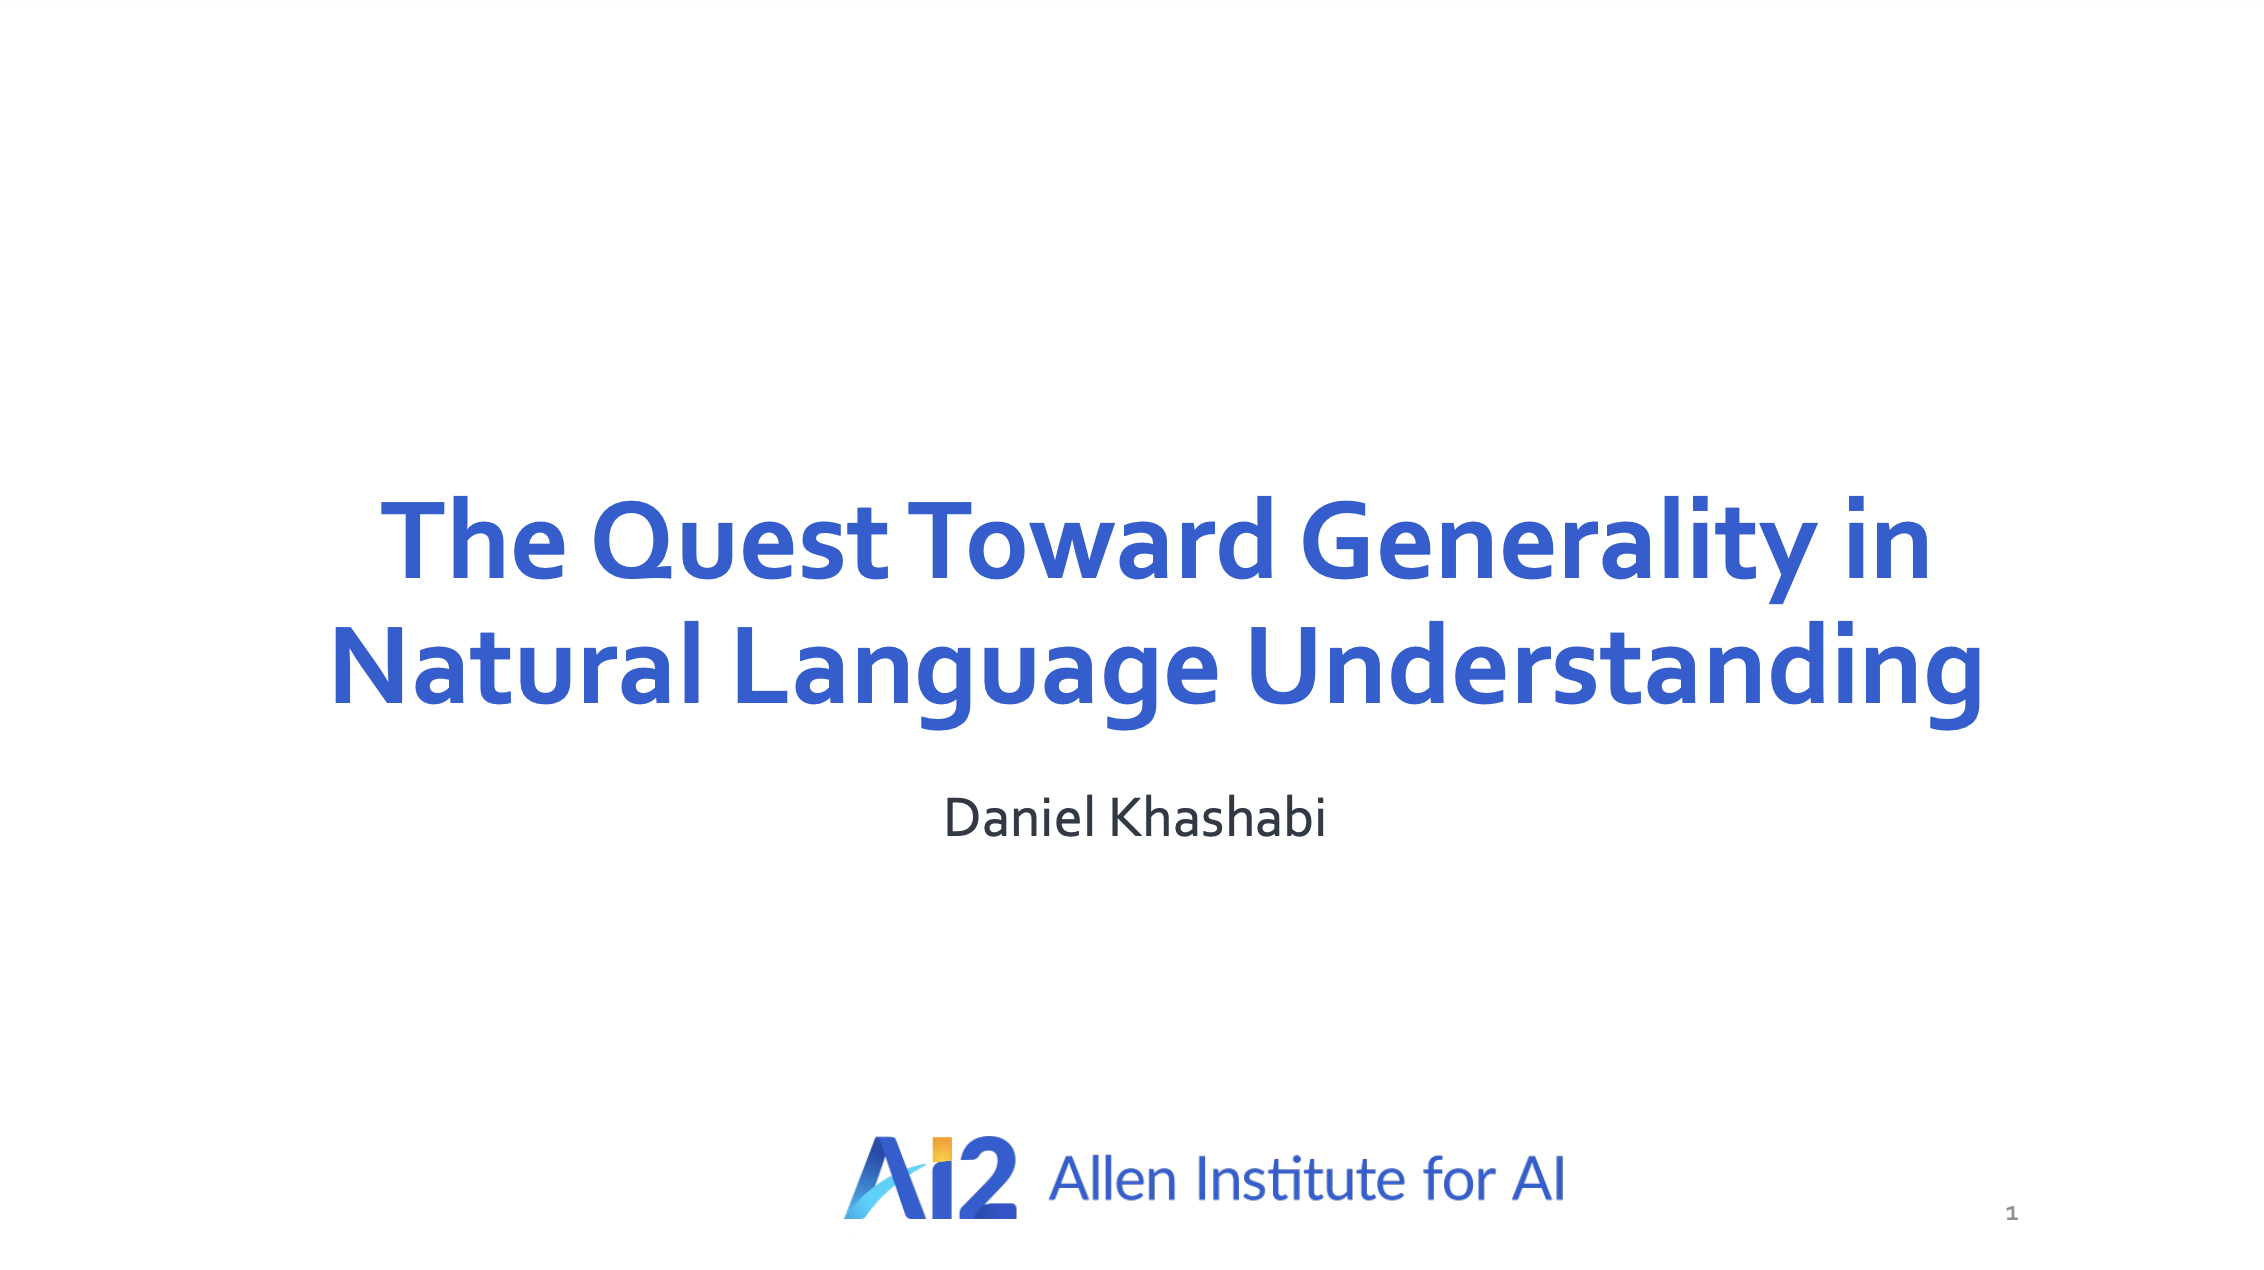 The Quest Toward Generality in
Natural Language Understanding
Daniel Khashabi
AI2 Allen Institute for AI
1